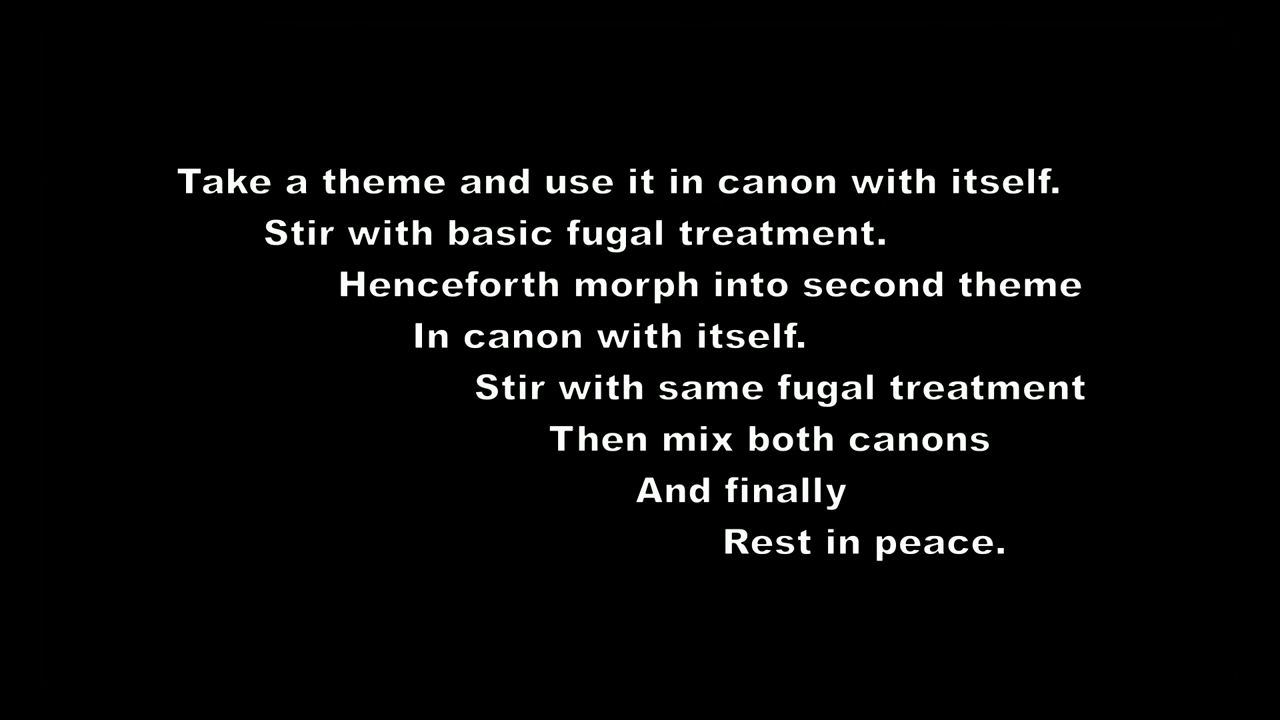 Take a theme and use it in canon with itself.
Stir with basic fugal treatment.
Henceforth morph into second theme
In canon with itself.
Stir with same fugal treatment
Then mix both canons
And finally
Rest in peace.